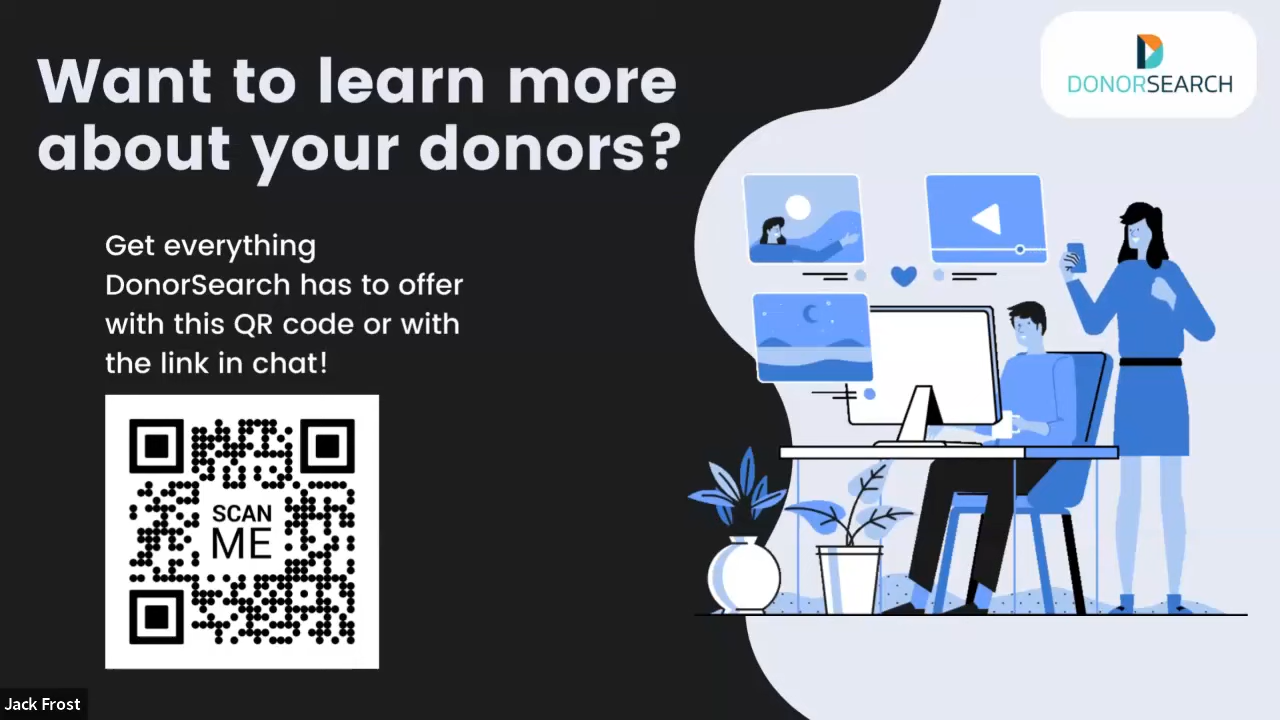 Want to learn more
about your donors?
DONORSEARCH
Get everything
DonorSearch has to offer
with this QR code or with
the link in chat!
SCAN
ME
Jack Frost